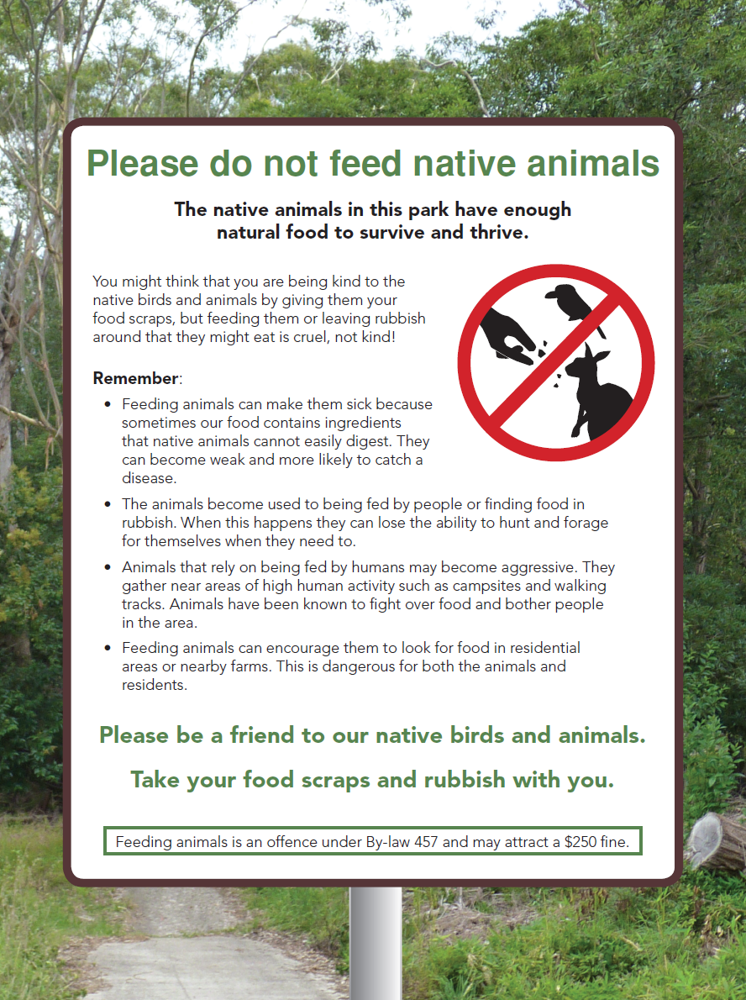 Please do not feed native animals
The native animals in this park have enough
natural food to survive and thrive.
You might think that you are being kind to the
native birds and animals by giving them your
food scraps, but feeding them or leaving rubbish
around that they might eat is cruel, not kind!
Remember:
• Feeding animals can make them sick because
sometimes our food contains ingredients
that native animals cannot easily digest. They
can become weak and more likely to catch a
disease.
• The animals become used to being fed by people or finding food in
rubbish. When this happens they can lose the ability to hunt and forage
for themselves when they need to.
• Animals that rely on being fed by humans may become aggressive. They
gather near areas of high human activity such as campsites and walking
tracks. Animals have been known to fight over food and bother people
in the area.
• Feeding animals can encourage them to look for food in residential
areas or nearby farms. This is dangerous for both the animals and
residents.
Please be a friend to our native birds and animals.
Take your food scraps and rubbish with you.
Feeding animals is an offence under By-law 457 and may attract a $250 fine.